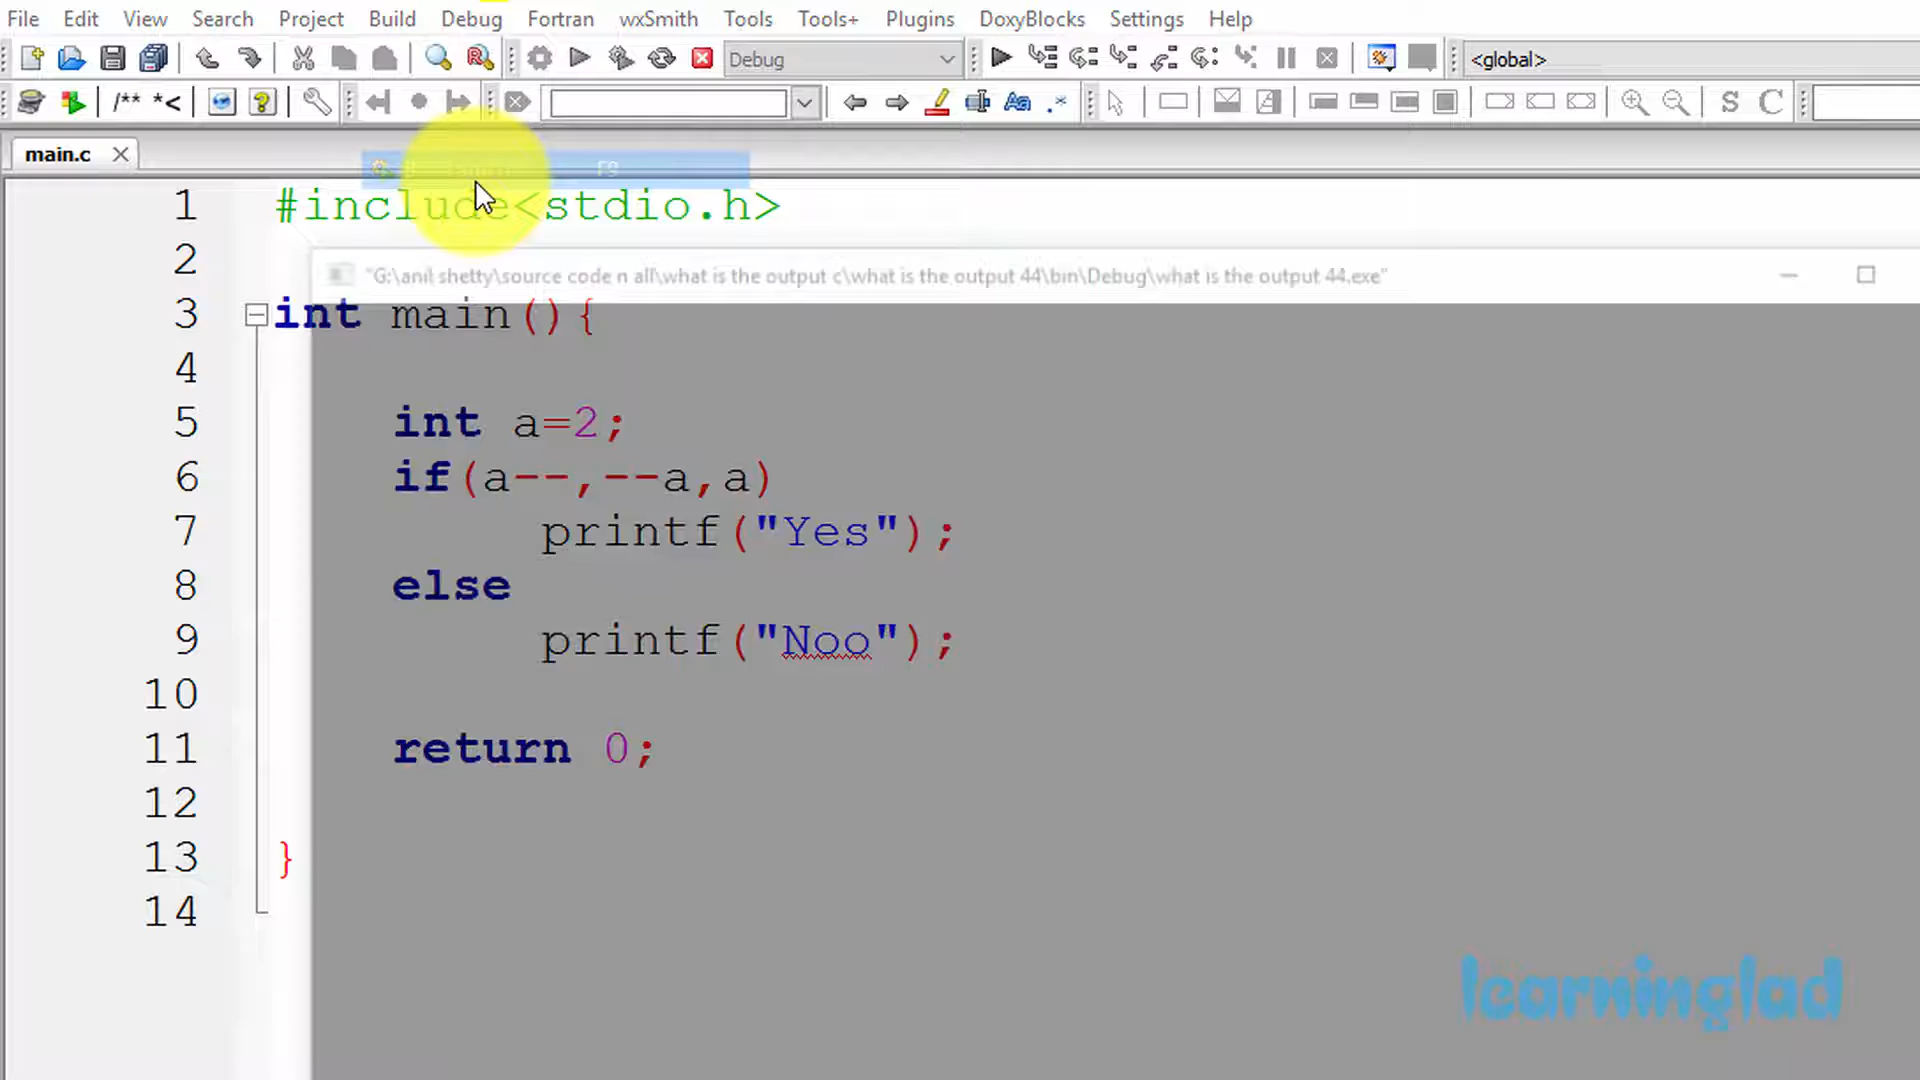 File Edit View Search Project Build Debug Fortran wxSmith Tools Tools+ Plugins DoxyBlocks Settings Help
Debug
<global>
/** *<
S C
main.c
F9
1 #include<stdio.h>
2
"G:\anil shetty\source code n all\what is the output c\what is the output 44\bin\Debug\what is the output 44.exe"
3 int main(){
4
5 int a=2;
6 if(a--,--a,a)
7 printf("Yes");
8 else
9 printf("Noo");
10
11 return 0;
12
13 }
14
learninglad